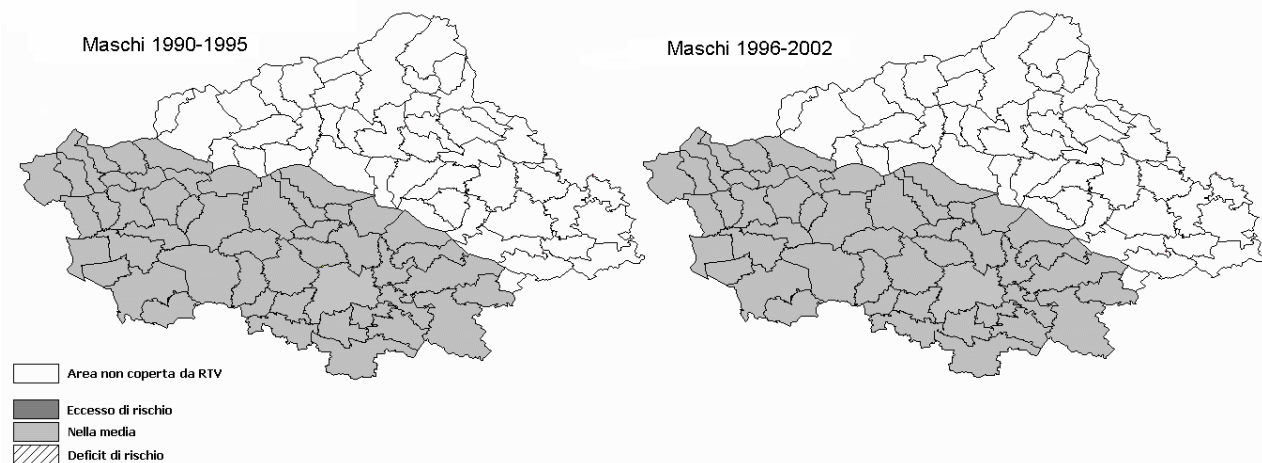 Maschi 1990-1995
Maschi 1996-2002
Area non coperta da RTV
Eccesso di rischio
Nella media
Deficit di rischio